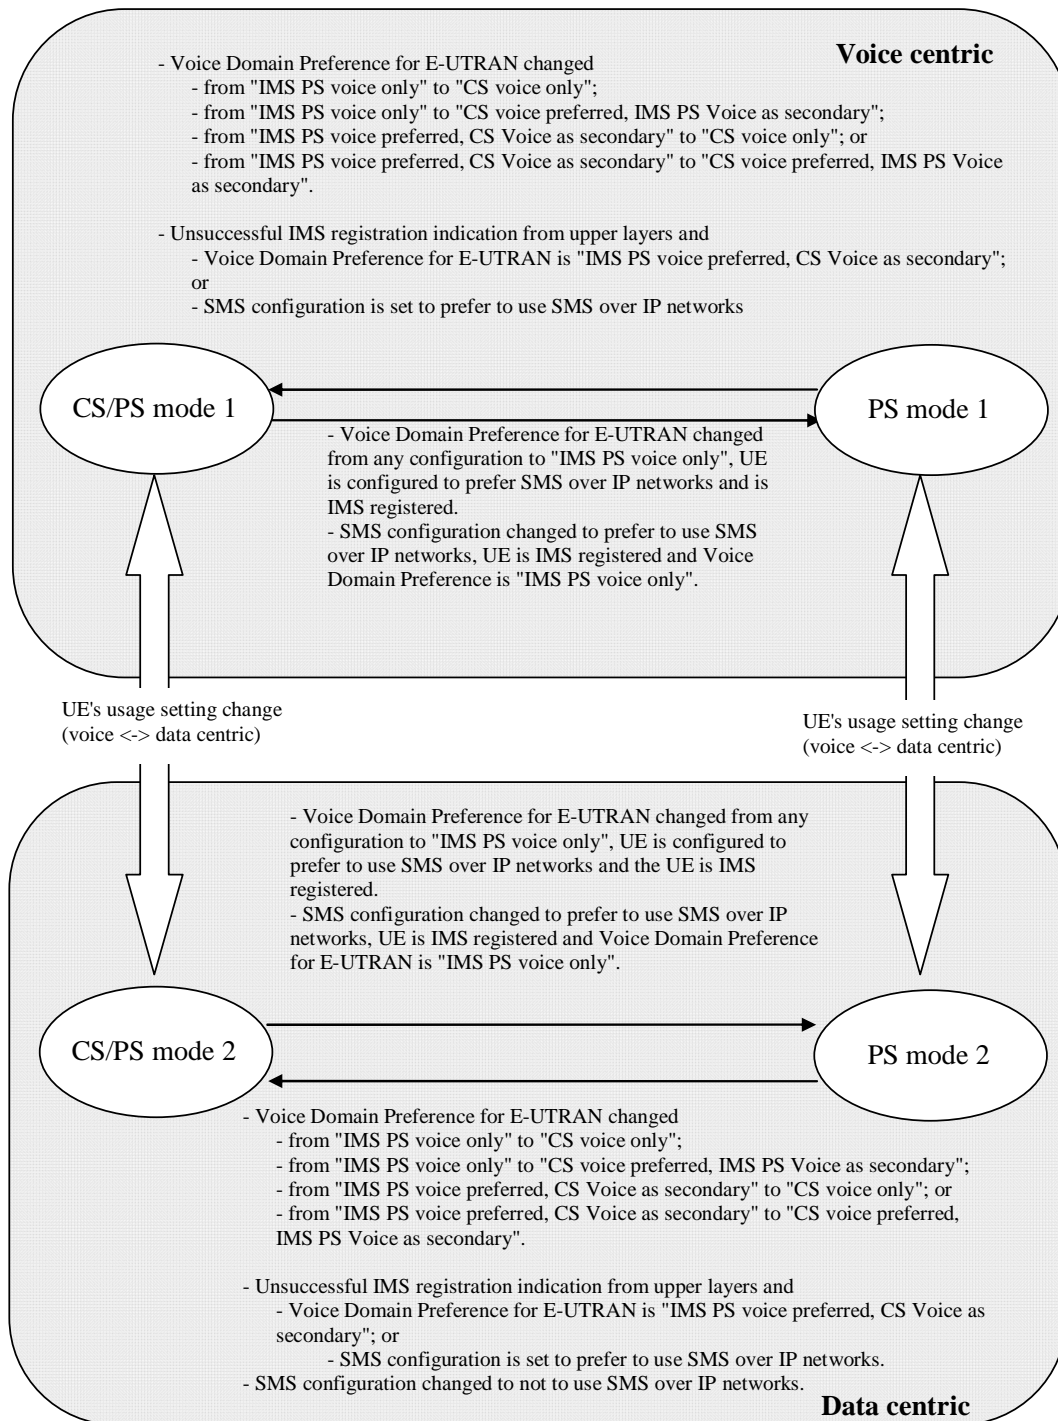 Voice centric
- Voice Domain Preference for E-UTRAN changed
- from "IMS PS voice only" to "CS voice only";
- from "IMS PS voice only" to "CS voice preferred, IMS PS Voice as secondary";
- from "IMS PS voice preferred, CS Voice as secondary" to "CS voice only"; or
- from "IMS PS voice preferred, CS Voice as secondary" to "CS voice preferred, IMS PS Voice
as secondary".
- Unsuccessful IMS registration indication from upper layers and
- Voice Domain Preference for E-UTRAN is "IMS PS voice preferred, CS Voice as secondary";
or
- SMS configuration is set to prefer to use SMS over IP networks
CS/PS mode 1
PS mode 1
- Voice Domain Preference for E-UTRAN changed
from any configuration to "IMS PS voice only", UE
is configured to prefer SMS over IP networks and is
IMS registered.
- SMS configuration changed to prefer to use SMS
over IP networks, UE is IMS registered and Voice
Domain Preference is "IMS PS voice only".
UE's usage setting change
(voice <-> data centric)
UE's usage setting change
(voice <-> data centric)
- Voice Domain Preference for E-UTRAN changed from any
configuration to "IMS PS voice only", UE is configured to
prefer to use SMS over IP networks and the UE is IMS
registered.
- SMS configuration changed to prefer to use SMS over IP
networks, UE is IMS registered and Voice Domain Preference
for E-UTRAN is "IMS PS voice only".
CS/PS mode 2
PS mode 2
- Voice Domain Preference for E-UTRAN changed
- from "IMS PS voice only" to "CS voice only";
- from "IMS PS voice only" to "CS voice preferred, IMS PS Voice as secondary";
- from "IMS PS voice preferred, CS Voice as secondary" to "CS voice only"; or
- from "IMS PS voice preferred, CS Voice as secondary" to "CS voice preferred,
IMS PS Voice as secondary".
- Unsuccessful IMS registration indication from upper layers and
- Voice Domain Preference for E-UTRAN is "IMS PS voice preferred, CS Voice as
secondary"; or
- SMS configuration is set to prefer to use SMS over IP networks.
- SMS configuration changed to not to use SMS over IP networks.
Data centric